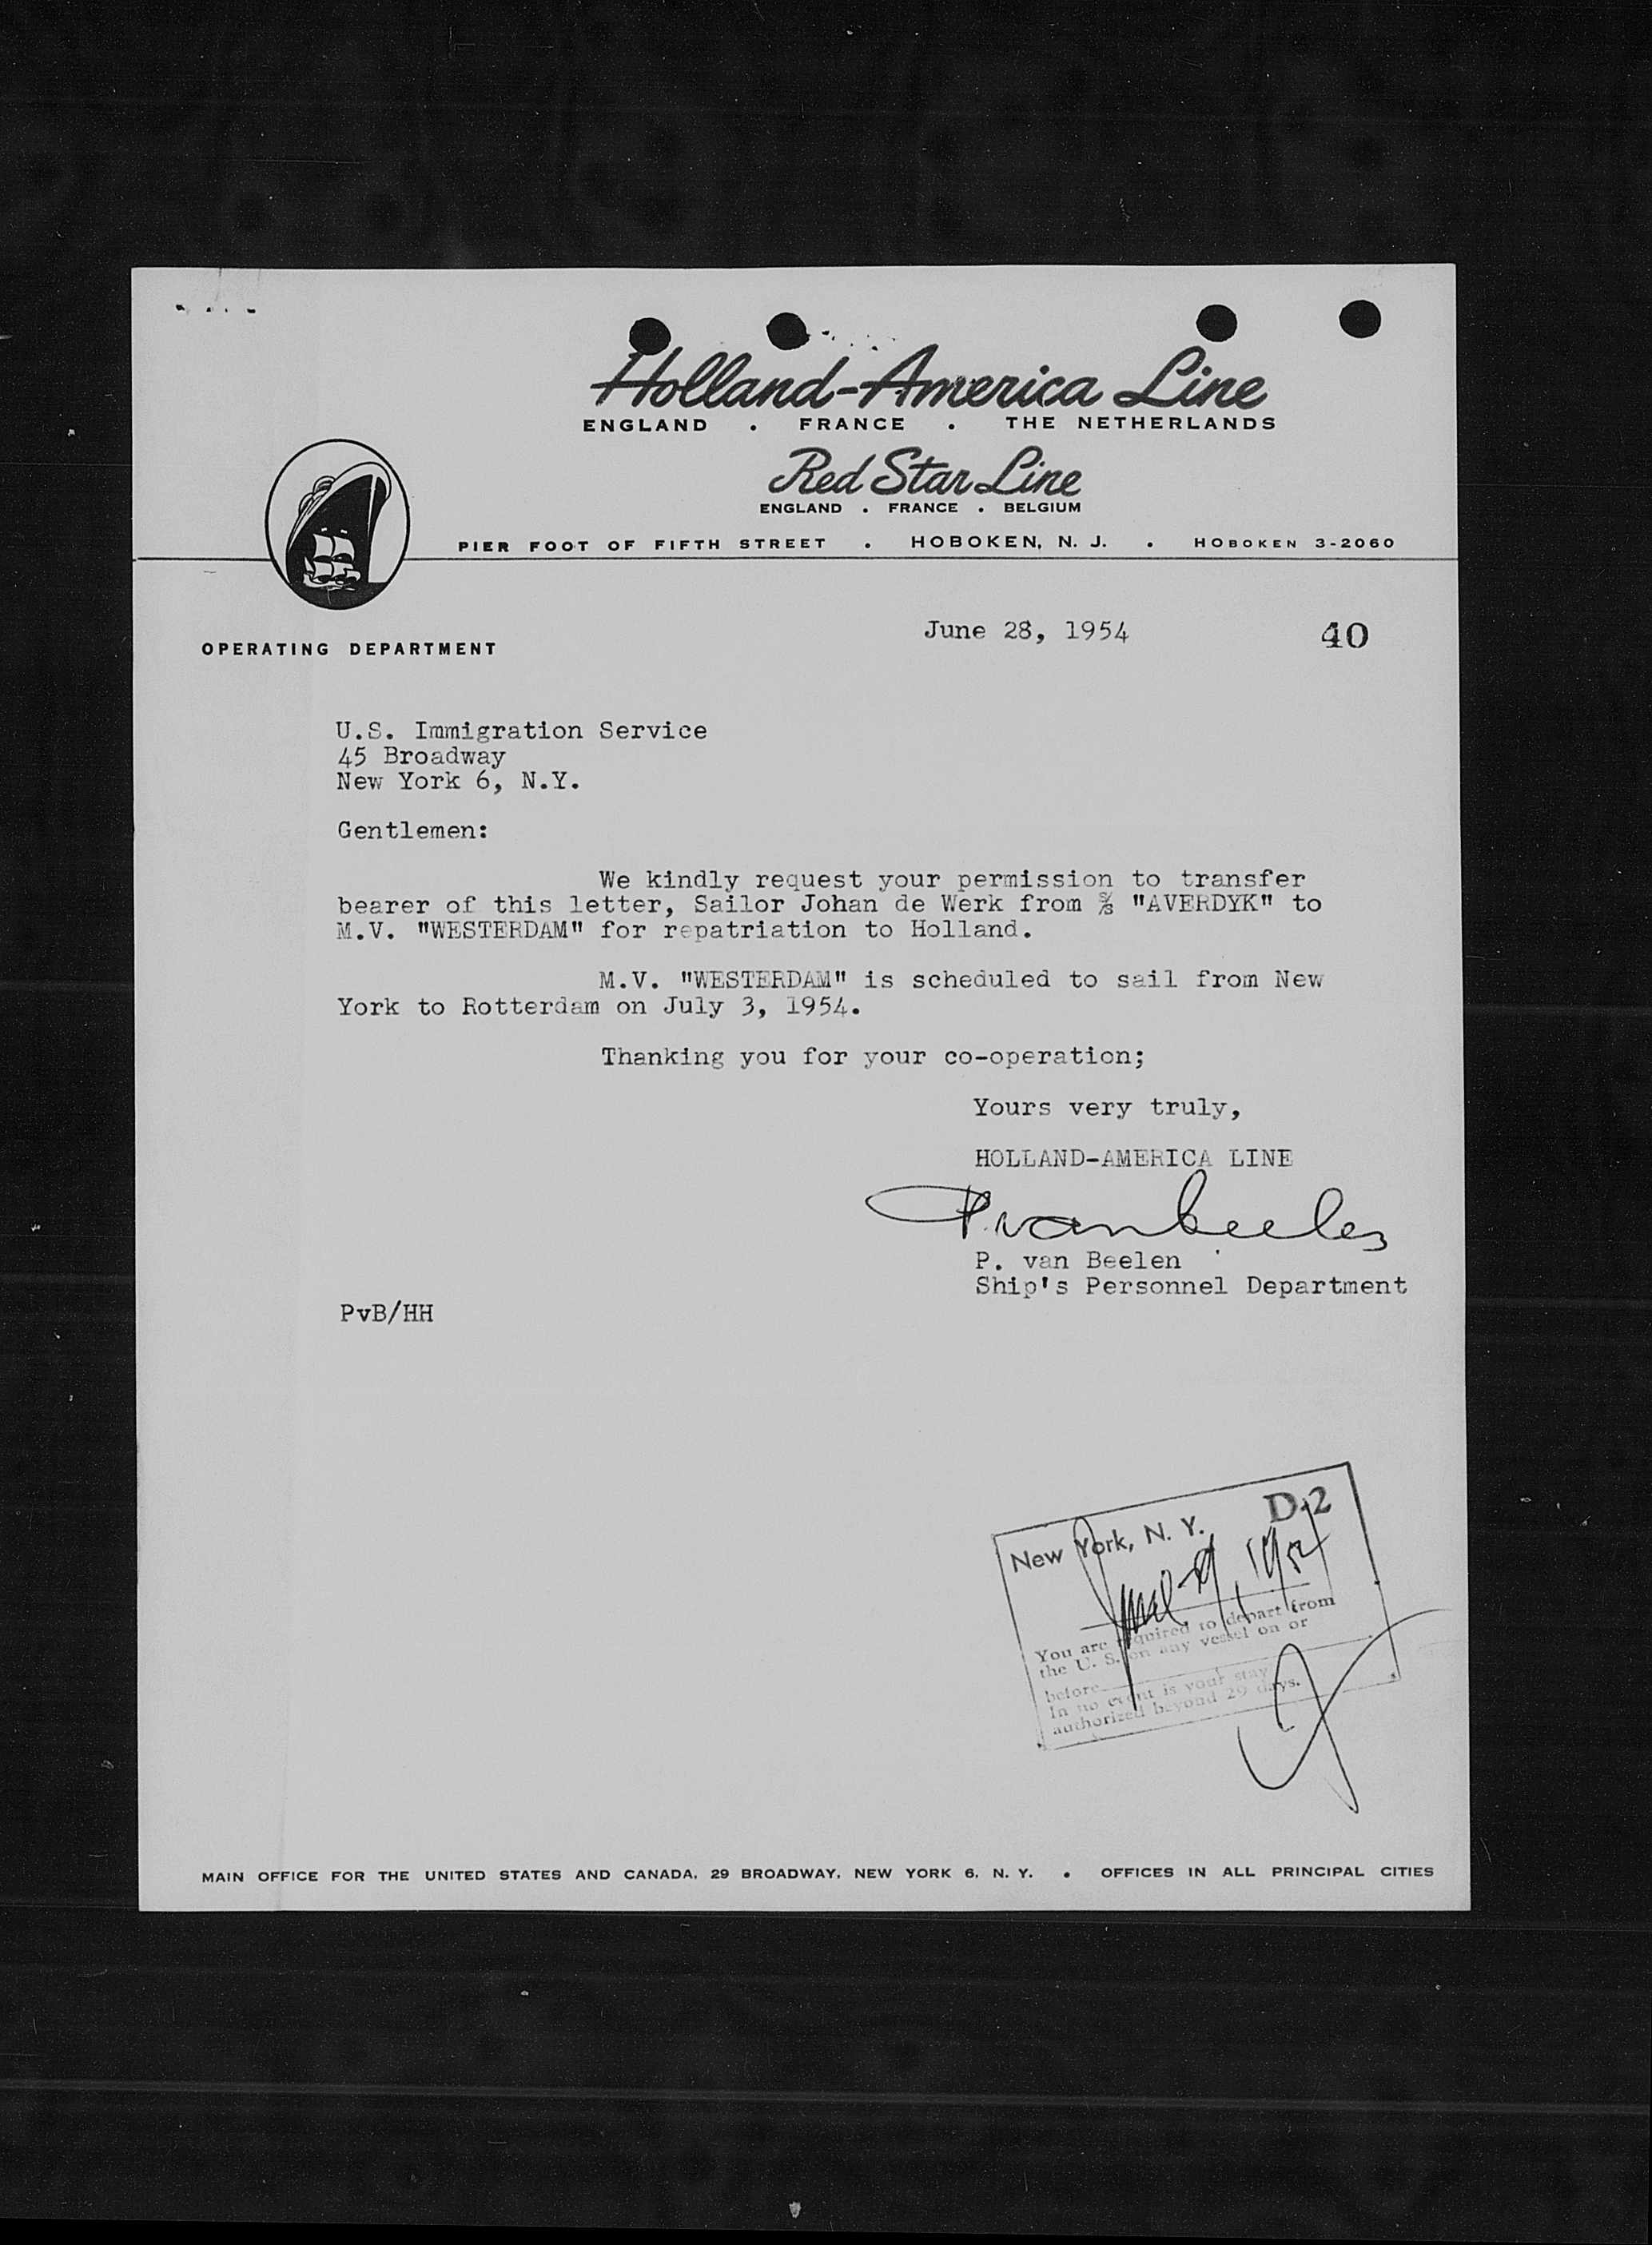 Holland-America Line
ENGLAND . FRANCE . THE NETHERLANDS
Red Star Line
ENGLAND . FRANCE . BELGIUM
PIER FOOT OF FIFTH STREET . HOBOKEN, N. J. . HOBOKEN 3-2060
OPERATING DEPARTMENT
June 28, 1954
40
U.S. Immigration Service
45 Broadway
New York 6, N.Y.
Gentlemen:
We kindly request your permission to transfer
bearer of this letter, Sailor Johan de Werk from S/S "AVERDYK" to
M.V. "WESTERDAM" for repatriation to Holland.
M.V. "WESTERDAM" is scheduled to sail from New
York to Rotterdam on July 3, 1954.
Thanking you for your co-operation;
Yours very truly,
HOLLAND-AMERICA LINE
P. van Beelen
P. van Beelen
Ship's Personnel Department
PvB/HH
New York, N. Y. D-2
June 29, 1954
You are required to depart from
the U. S. on any vessel on or
before
In no event is your stay
authorized beyond 29 days.
MAIN OFFICE FOR THE UNITED STATES AND CANADA, 29 BROADWAY, NEW YORK 6, N. Y. • OFFICES IN ALL PRINCIPAL CITIES